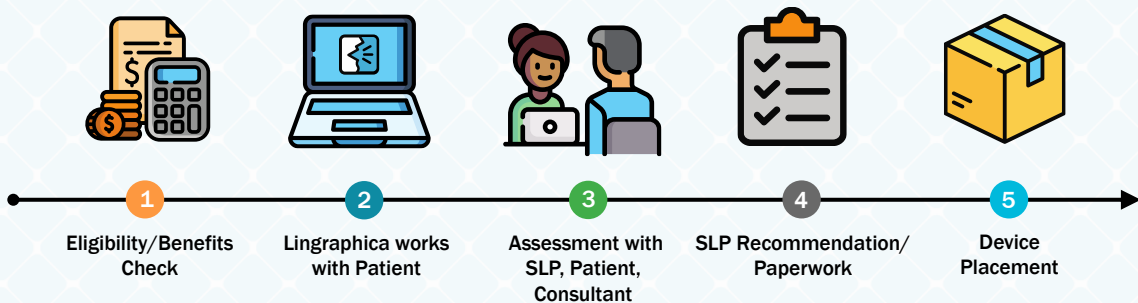 $
$
1
2
3
4
5
Eligibility/Benefits
Check
Lingraphica works
with Patient
Assessment with
SLP, Patient,
Consultant
SLP Recommendation/
Paperwork
Device
Placement